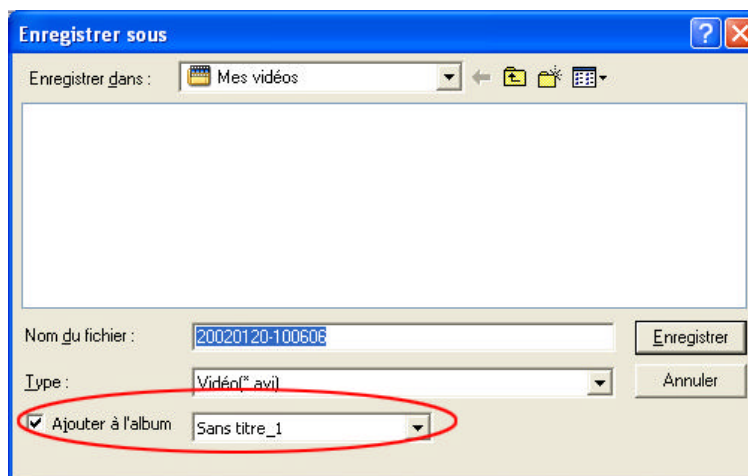 Enregistrer sous
Enregistrer dans : Mes vidéos
Nom du fichier : 20020120-100606 Enregistrer
Type : Vidéo(*.avi) Annuler
Ajouter à l'album Sans titre_1